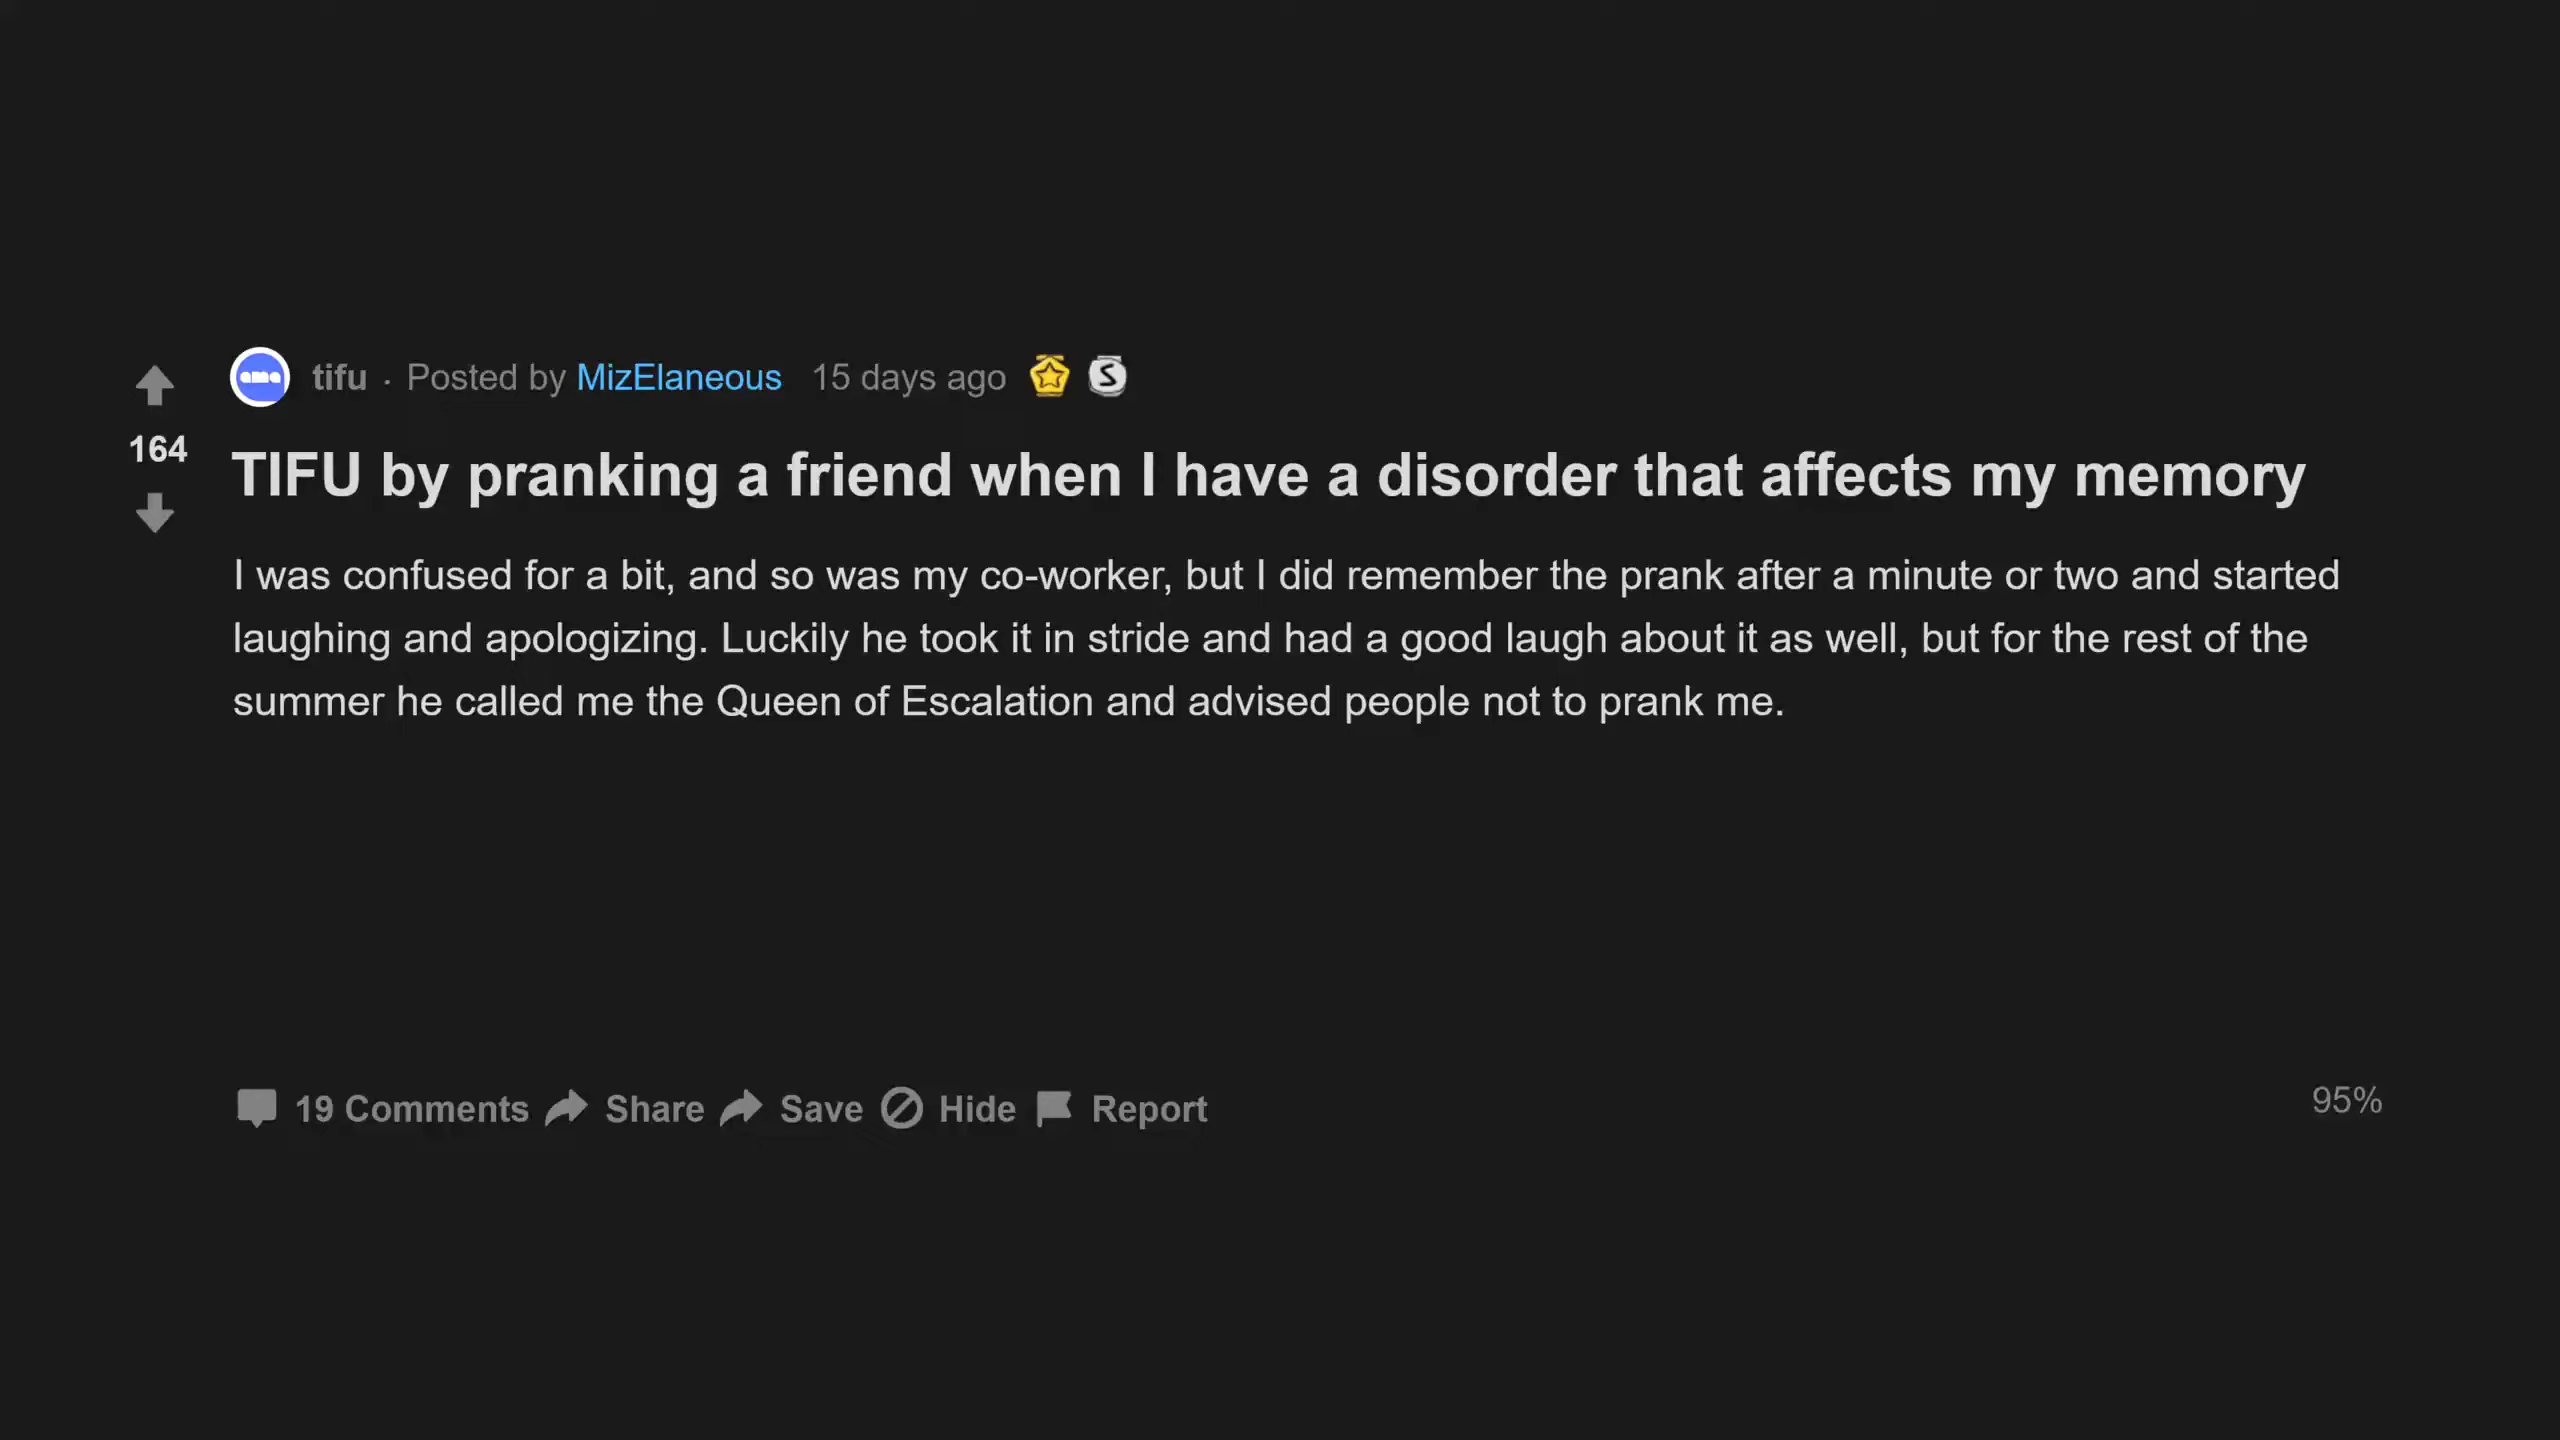 ama tifu · Posted by MizElaneous 15 days ago S
164
TIFU by pranking a friend when I have a disorder that affects my memory
I was confused for a bit, and so was my co-worker, but I did remember the prank after a minute or two and started
laughing and apologizing. Luckily he took it in stride and had a good laugh about it as well, but for the rest of the
summer he called me the Queen of Escalation and advised people not to prank me.
19 Comments Share Save Hide Report 95%